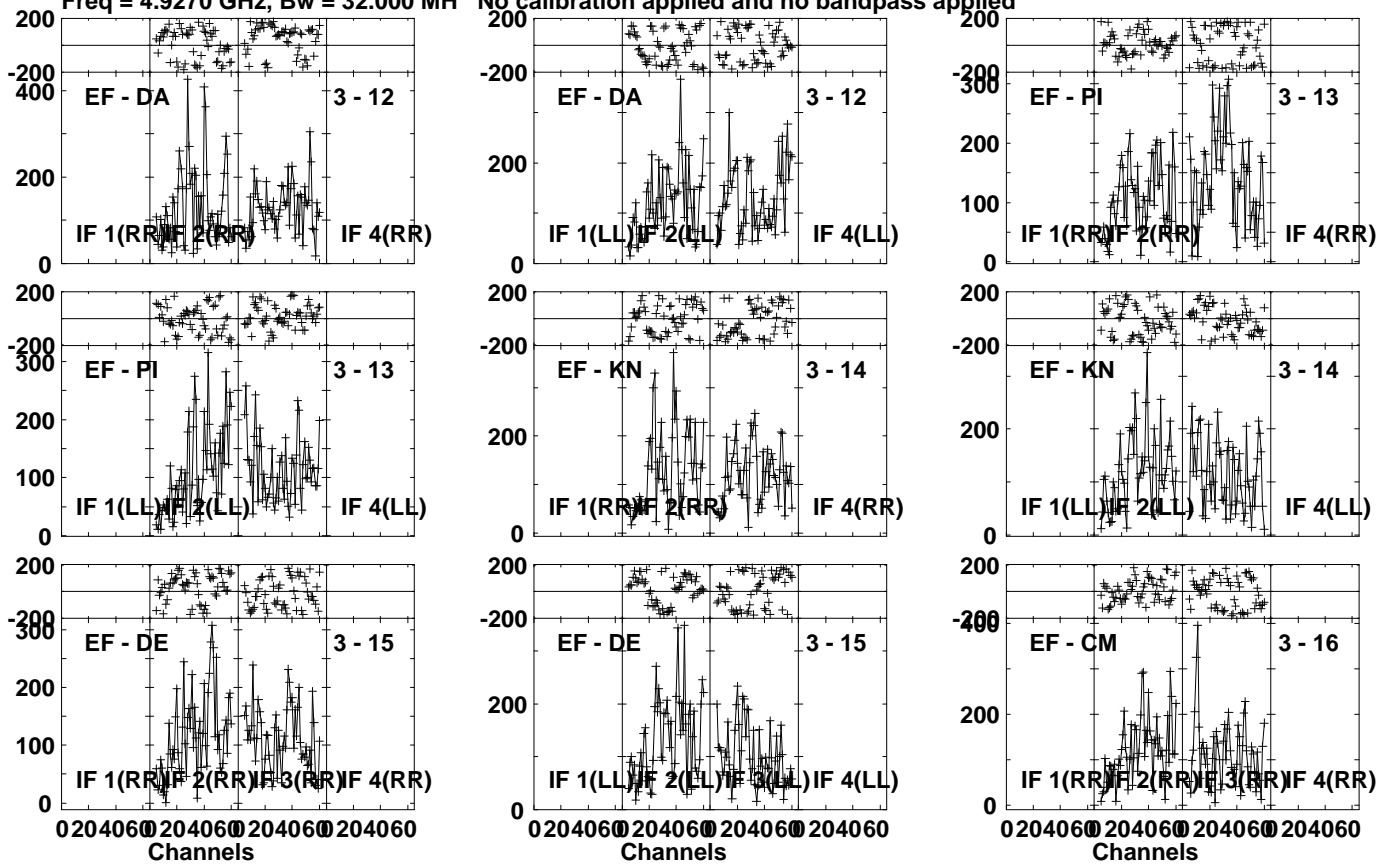 Freq = 4.9270 GHz, Bw = 32.000 MH No calibration applied and no bandpass applied
200
-200
400
200
0
EF - DA
3 - 12
IF 1(RR)
IF 2(RR)
IF 4(RR)
200
-200
200
0
EF - DA
3 - 12
IF 1(LL)
IF 2(LL)
IF 4(LL)
200
-200
300
200
100
0
EF - PI
3 - 13
IF 1(RR)
IF 2(RR)
IF 4(RR)
200
-200
300
200
100
0
EF - PI
3 - 13
IF 1(LL)
IF 2(LL)
IF 4(LL)
200
-200
200
0
EF - KN
3 - 14
IF 1(RR)
IF 2(RR)
IF 4(RR)
200
-200
200
0
EF - KN
3 - 14
IF 1(LL)
IF 2(LL)
IF 4(LL)
200
-200
300
200
100
0
EF - DE
3 - 15
IF 1(RR)
IF 2(RR)
IF 3(RR)
IF 4(RR)
0 20 40 60 0 20 40 60 0 20 40 60 0 20 40 60
Channels
200
-200
200
0
EF - DE
3 - 15
IF 1(LL)
IF 2(LL)
IF 3(LL)
IF 4(LL)
0 20 40 60 0 20 40 60 0 20 40 60 0 20 40 60
Channels
200
-200
400
200
0
EF - CM
3 - 16
IF 1(RR)
IF 2(RR)
IF 3(RR)
IF 4(RR)
0 20 40 60 0 20 40 60 0 20 40 60 0 20 40 60
Channels